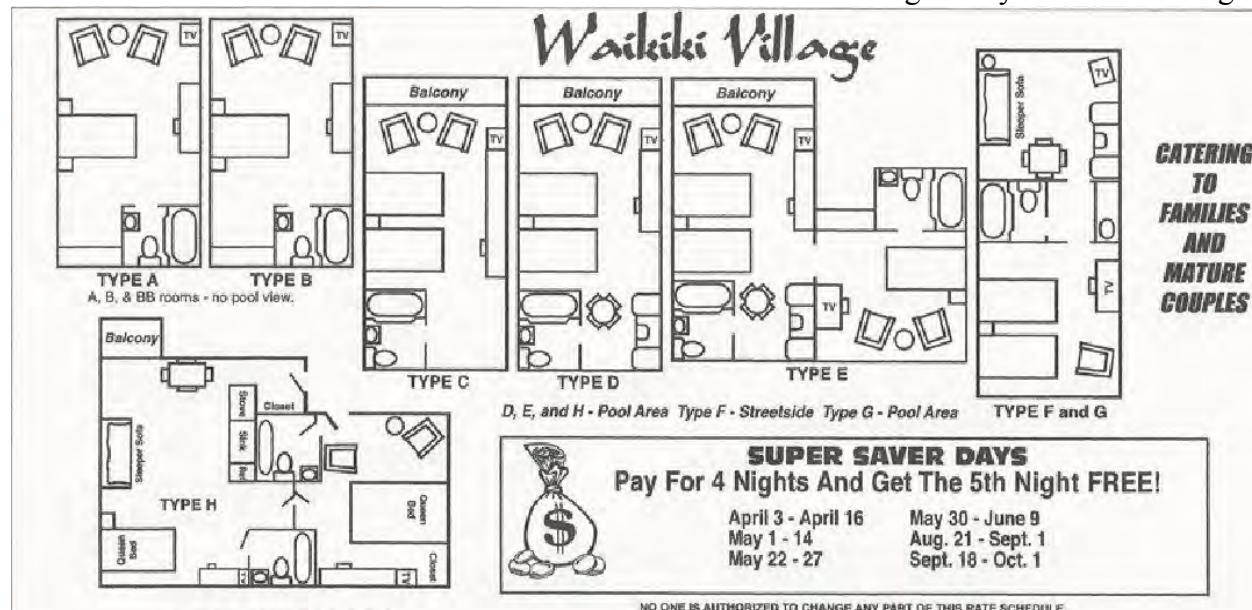 Waikiki Village
TV
TV
Balcony
Balcony
Balcony
TV
TV
TV
Sleeper Sofa
TV
CATERING
TO
FAMILIES
AND
MATURE
COUPLES
TYPE A
TYPE B
A, B, & BB rooms - no pool view.
TV
TV
TYPE C
TYPE D
TYPE E
D, E, and H - Pool Area Type F - Streetside Type G - Pool Area
TYPE F and G
Balcony
Closet
Stove
Sink
Ref
Sleeper Sofa
TYPE H
Queen Bed
Queen Bed
Closet
TV
TV
SUPER SAVER DAYS
Pay For 4 Nights And Get The 5th Night FREE!
$
April 3 - April 16 May 30 - June 9
May 1 - 14 Aug. 21 - Sept. 1
May 22 - 27 Sept. 18 - Oct. 1
NO ONE IS AUTHORIZED TO CHANGE ANY PART OF THIS RATE SCHEDULE.